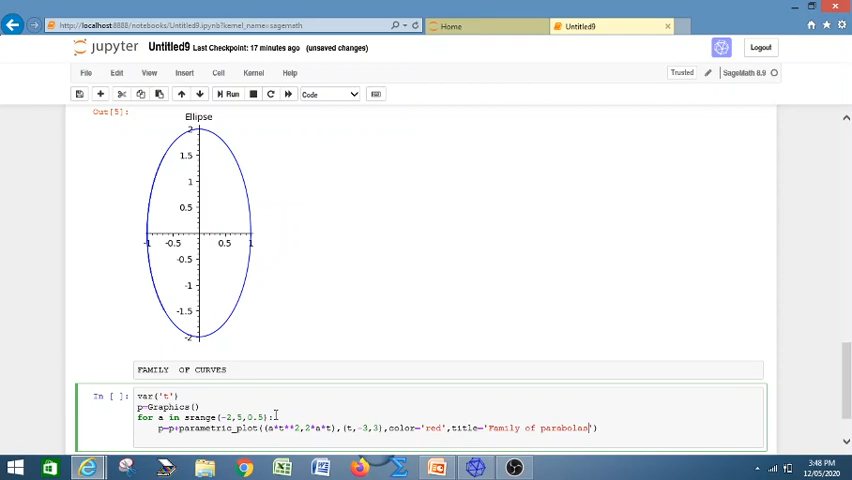 http://localhost:8888/notebooks/Untitled9.ipynb?kernel_name=sagemath
Home
Untitled9
jupyter Untitled9 Last Checkpoint: 17 minutes ago (unsaved changes)
Logout
File Edit View Insert Cell Kernel Help
Trusted
SageMath 8.9
Run
Code
Out[5]:
Ellipse
2
1.5
1
0.5
-1 -0.5 0.5 1
-0.5
-1
-1.5
-2
FAMILY OF CURVES
In [ ]:
var('t')
p=Graphics()
for a in srange(-2,5,0.5):
p=p+parametric_plot((a*t**2,2*a*t),(t,-3,3),color='red',title='Family of parabolas')
3:48 PM
12/05/2020